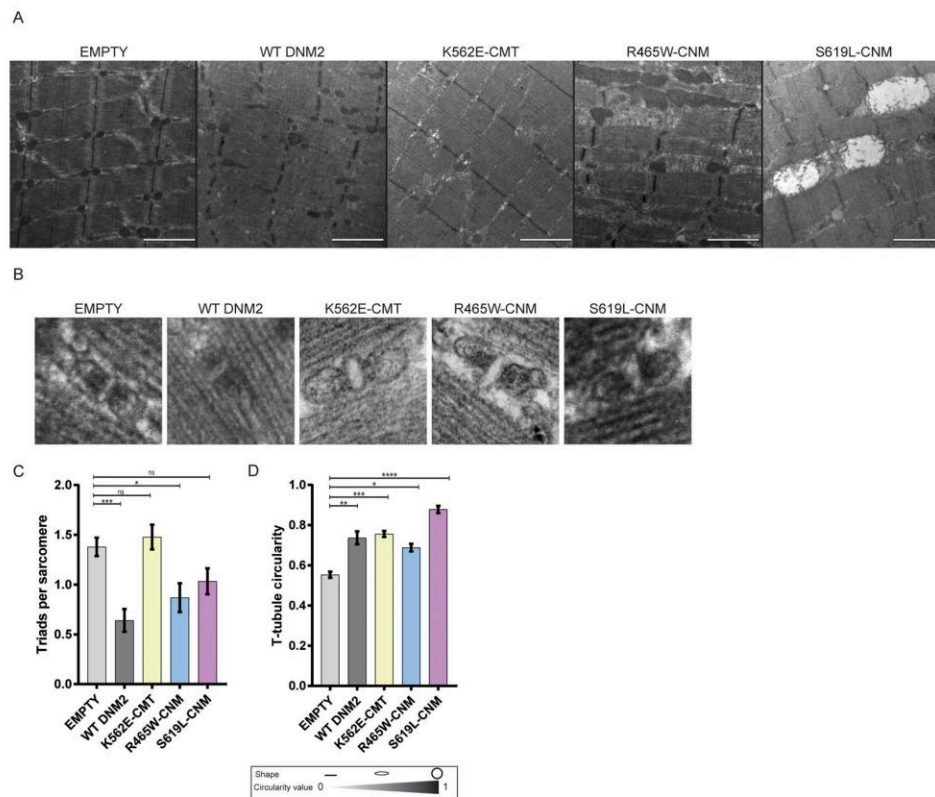 A
EMPTY WT DNM2 K562E-CMT R465W-CNM S619L-CNM
B
EMPTY WT DNM2 K562E-CMT R465W-CNM S619L-CNM
C
ns
*
ns
***
2.0
1.5
1.0
0.5
0.0
Triads per sarcomere
EMPTY
WT DNM2
K562E-CMT
R465W-CNM
S619L-CNM
D
****
*
***
**
1.0
0.8
0.6
0.4
0.2
0.0
T-tubule circularity
EMPTY
WT DNM2
K562E-CMT
R465W-CNM
S619L-CNM
Shape
Circularity value 0 1